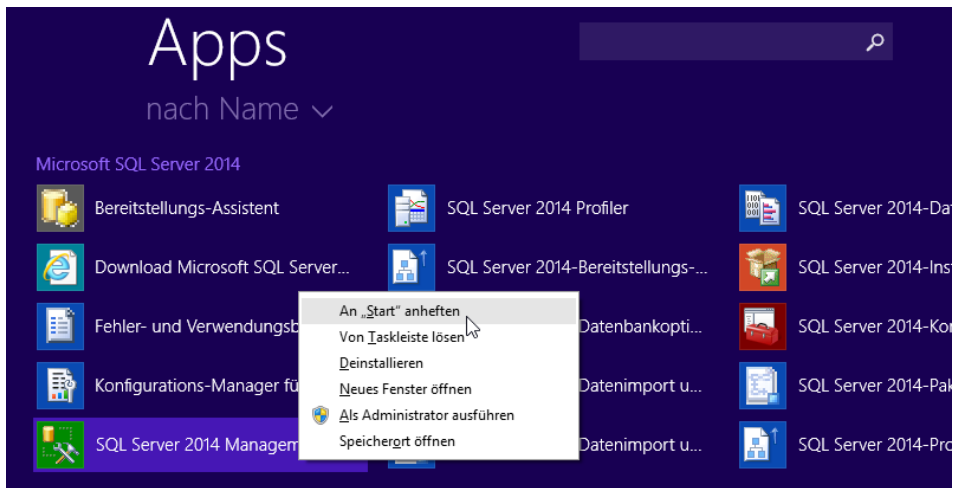 Apps
nach Name
Microsoft SQL Server 2014
Bereitstellungs-Assistent
SQL Server 2014 Profiler
SQL Server 2014-Da
Download Microsoft SQL Server...
SQL Server 2014-Bereitstellungs-...
SQL Server 2014-Ins
Fehler- und Verwendungsb
Datenbankopti...
SQL Server 2014-Ko
Konfigurations-Manager fü
Datenimport u...
SQL Server 2014-Pak
SQL Server 2014 Managem
Datenimport u...
SQL Server 2014-Pro
An „Start“ anheften
Von Taskleiste lösen
Deinstallieren
Neues Fenster öffnen
Als Administrator ausführen
Speicherort öffnen